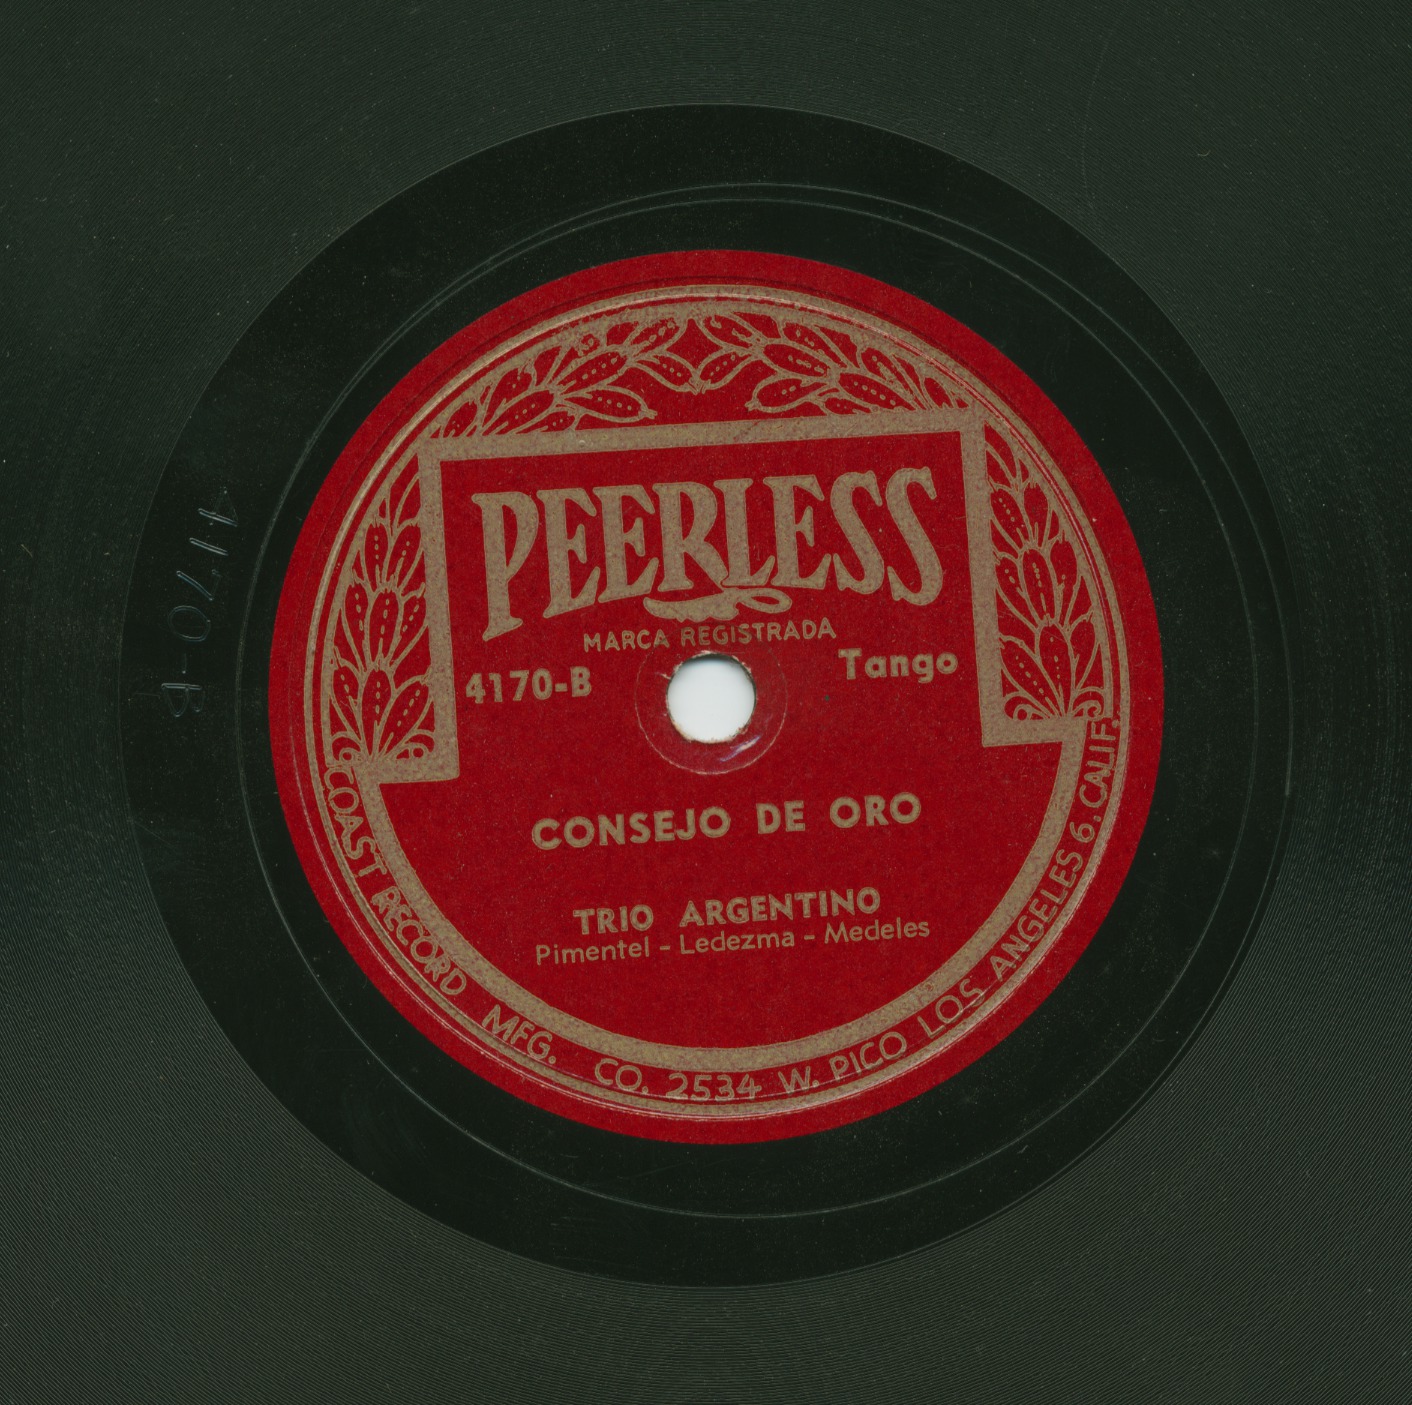 PEERLESS
MARCA REGISTRADA
4170-B
Tango
CONSEJO DE ORO
TRIO ARGENTINO
Pimentel - Ledezma - Medeles
COAST RECORD MFG. CO. 2534 W. PICO LOS ANGELES 6. CALIF.
4170-B